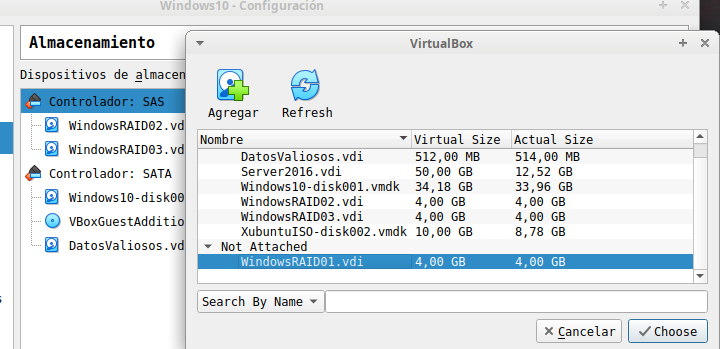 Windows10 - Configuración
Almacenamiento
Dispositivos de almacen
Controlador: SAS
WindowsRAID02.vd
WindowsRAID03.vd
Controlador: SATA
Windows10-disk00
VBoxGuestAdditio
DatosValiosos.vd
s
VirtualBox
Agregar Refresh
Nombre Virtual Size Actual Size
DatosValiosos.vdi 512,00 MB 514,00 MB
Server2016.vdi 50,00 GB 12,52 GB
Windows10-disk001.vmdk 34,18 GB 33,96 GB
WindowsRAID02.vdi 4,00 GB 4,00 GB
WindowsRAID03.vdi 4,00 GB 4,00 GB
XubuntuISO-disk002.vmdk 10,00 GB 8,78 GB
Not Attached
WindowsRAID01.vdi 4,00 GB 4,00 GB
Search By Name
Cancelar Choose